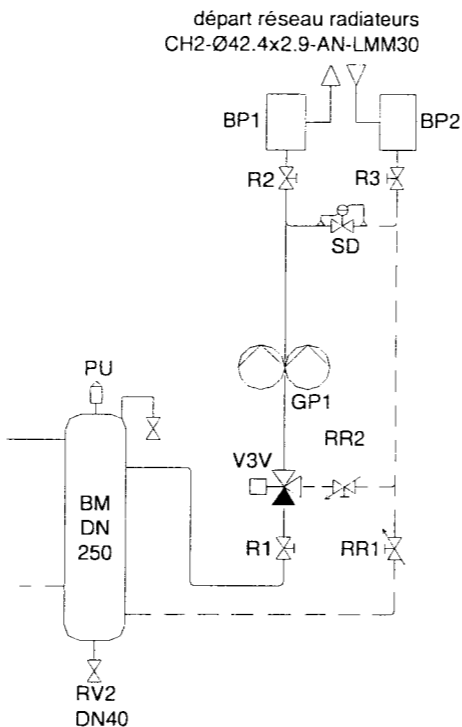 départ réseau radiateurs
CH2-Ø42.4x2.9-AN-LMM30
BP1
BP2
R2
R3
SD
PU
GP1
RR2
V3V
BM
DN
250
R1
RR1
RV2
DN40